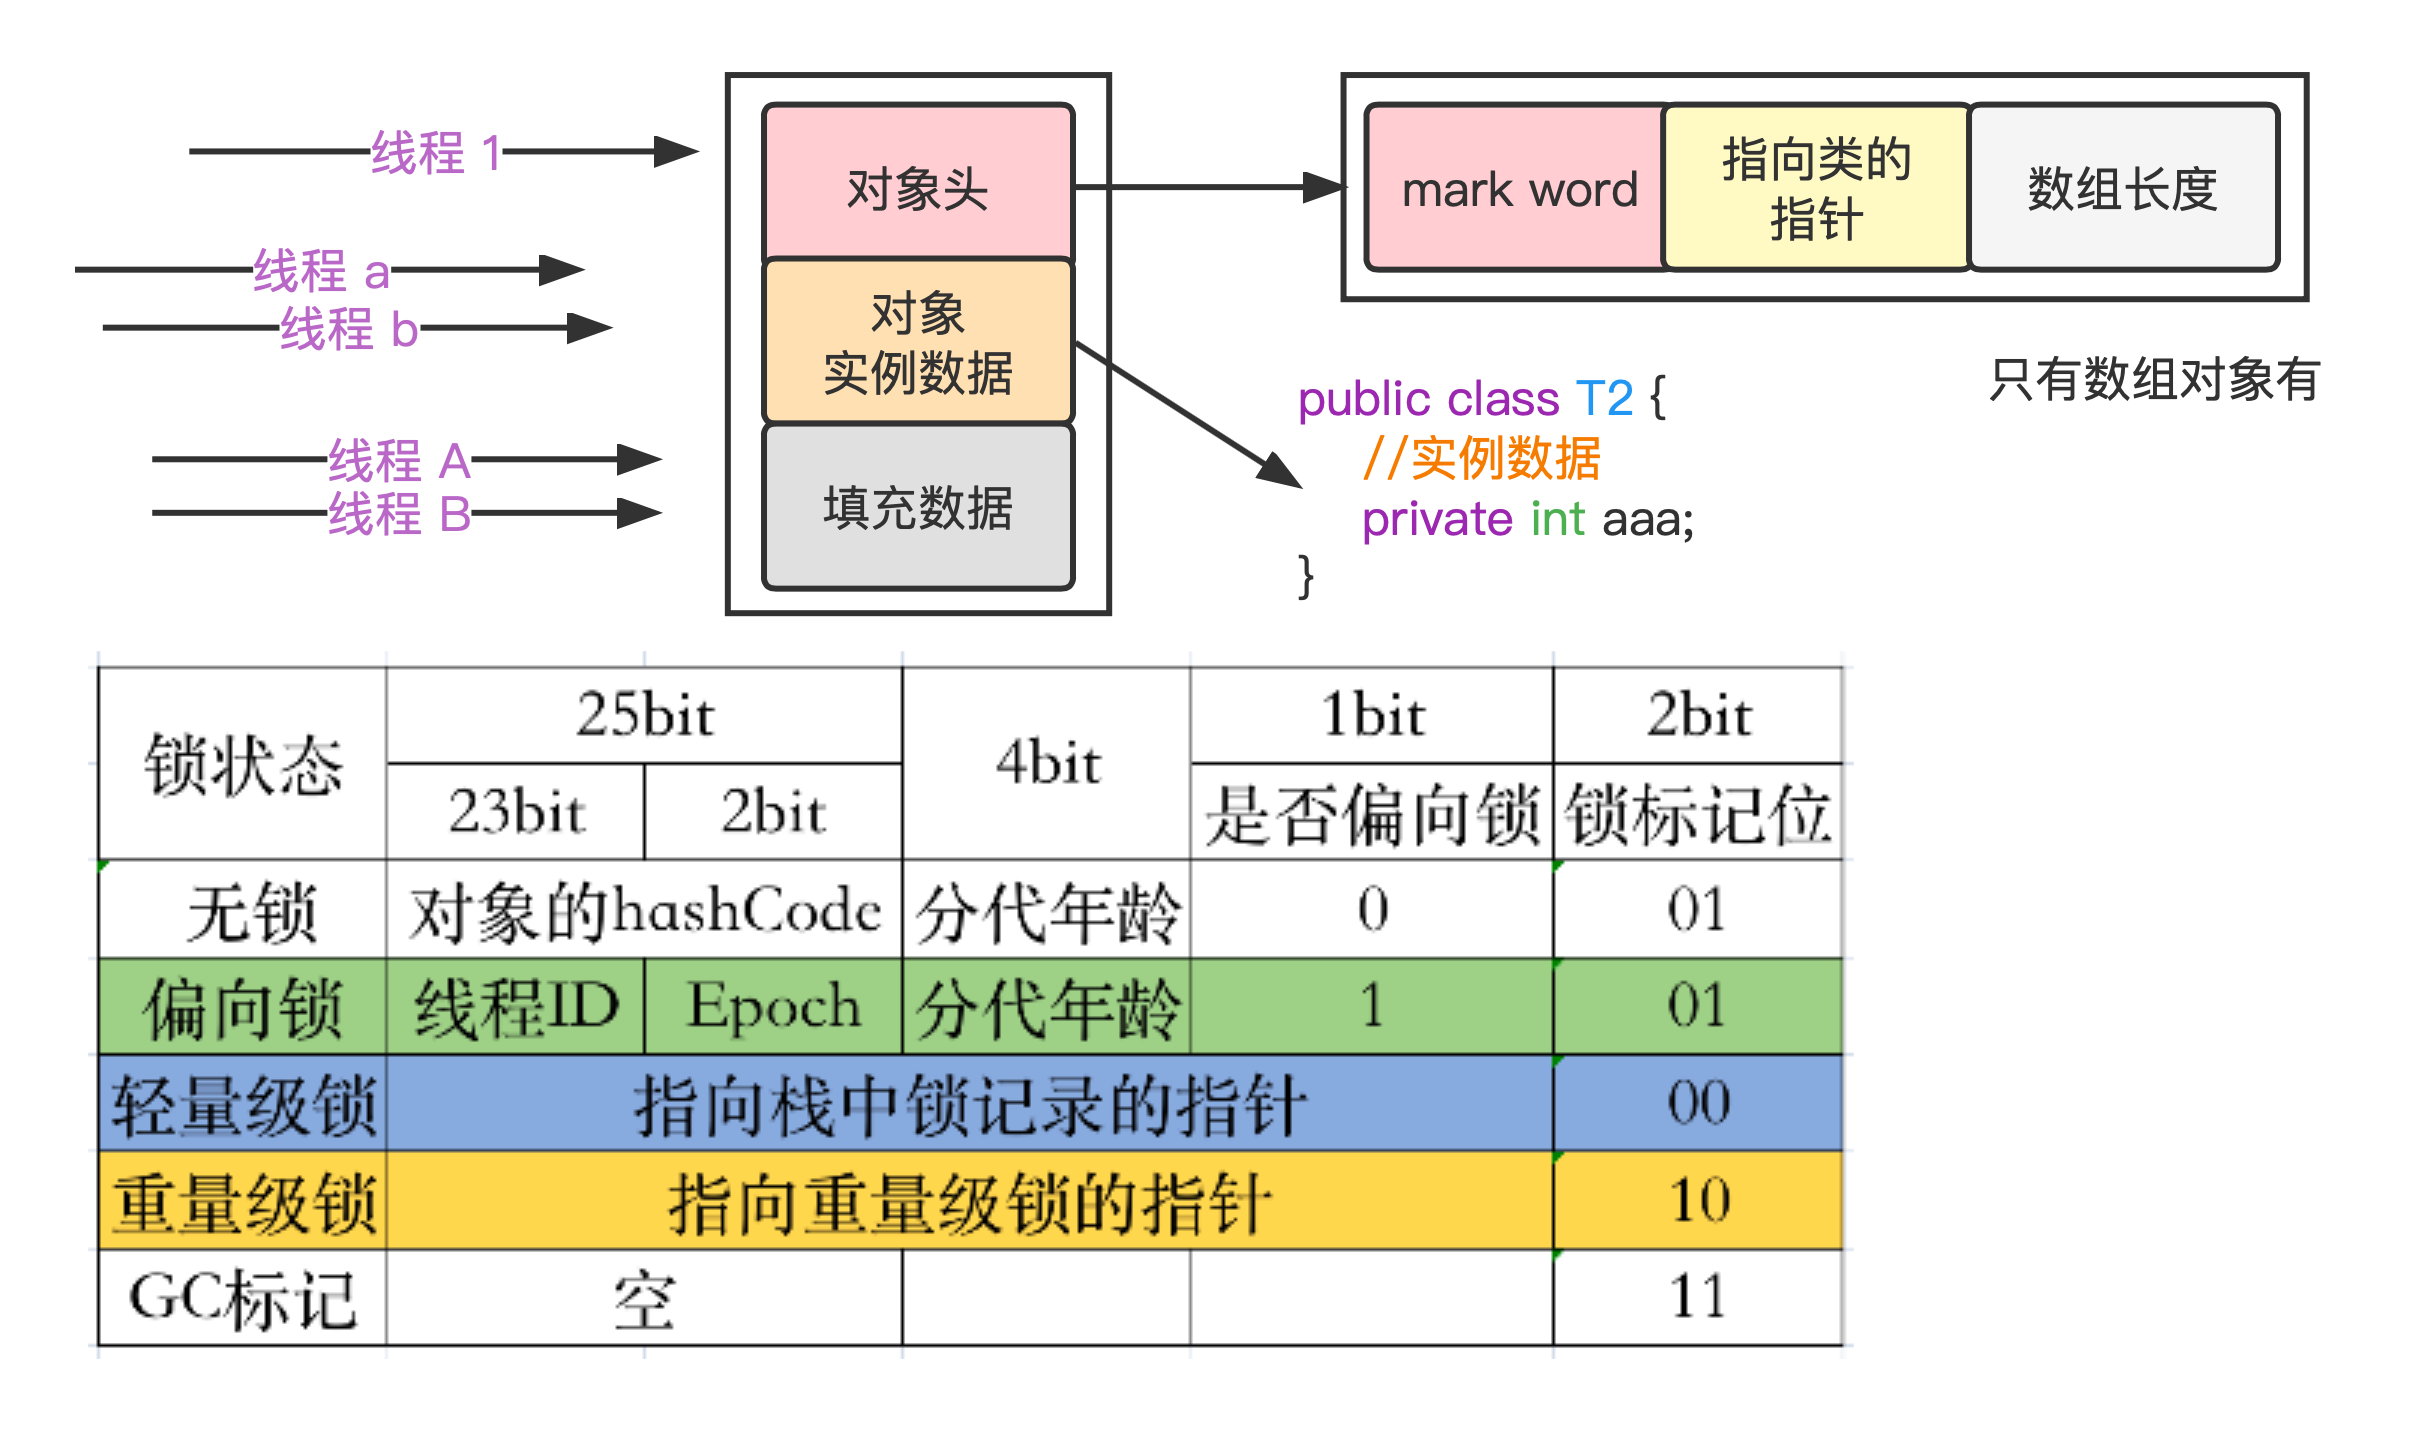 线程 1
线程 a
线程 b
线程 A
线程 B
对象头
对象
实例数据
填充数据
mark word
指向类的
指针
数组长度
只有数组对象有
public class T2 {
//实例数据
private int aaa;
}
锁状态 25bit 4bit 1bit 2bit
23bit 2bit 是否偏向锁 锁标记位
无锁 对象的hashCode 分代年龄 0 01
偏向锁 线程ID Epoch 分代年龄 1 01
轻量级锁 指向栈中锁记录的指针 00
重量级锁 指向重量级锁的指针 10
GC标记 空 11